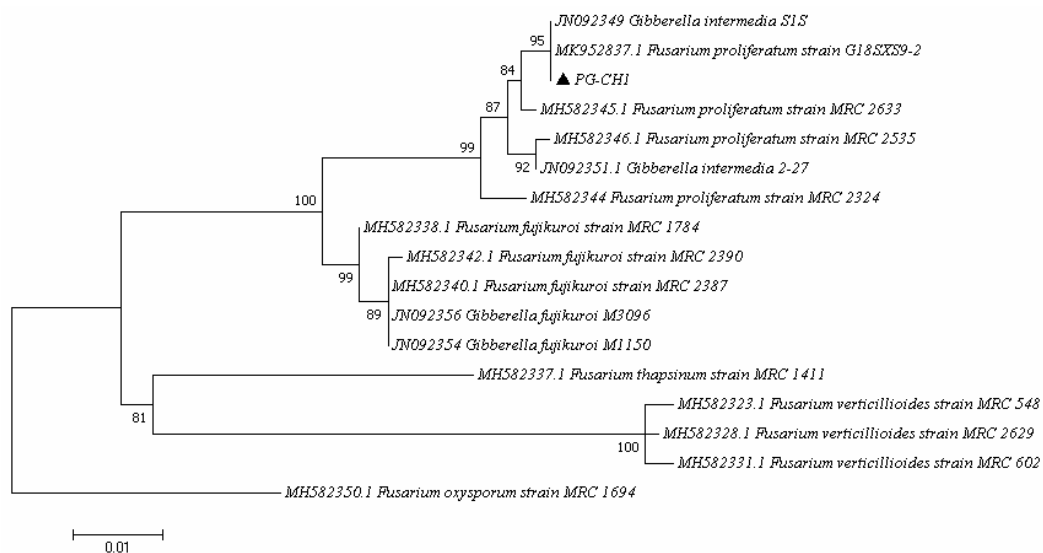 JN092349 Gibberella intermedia S1S
95
MK952837.1 Fusarium proliferatum strain G18SXS9-2
84
▲ PG-CH1
87
MH582345.1 Fusarium proliferatum strain MRC 2633
MH582346.1 Fusarium proliferatum strain MRC 2535
99
92
JN092351.1 Gibberella intermedia 2-27
MH582344 Fusarium proliferatum strain MRC 2324
100
MH582338.1 Fusarium fujikuroi strain MRC 1784
MH582342.1 Fusarium fujikuroi strain MRC 2390
99
MH582340.1 Fusarium fujikuroi strain MRC 2387
89
JN092356 Gibberella fujikuroi M3096
JN092354 Gibberella fujikuroi M1150
MH582337.1 Fusarium thapsinum strain MRC 1411
81
MH582323.1 Fusarium verticillioides strain MRC 548
MH582328.1 Fusarium verticillioides strain MRC 2629
100
MH582331.1 Fusarium verticillioides strain MRC 602
MH582350.1 Fusarium oxysporum strain MRC 1694
0.01